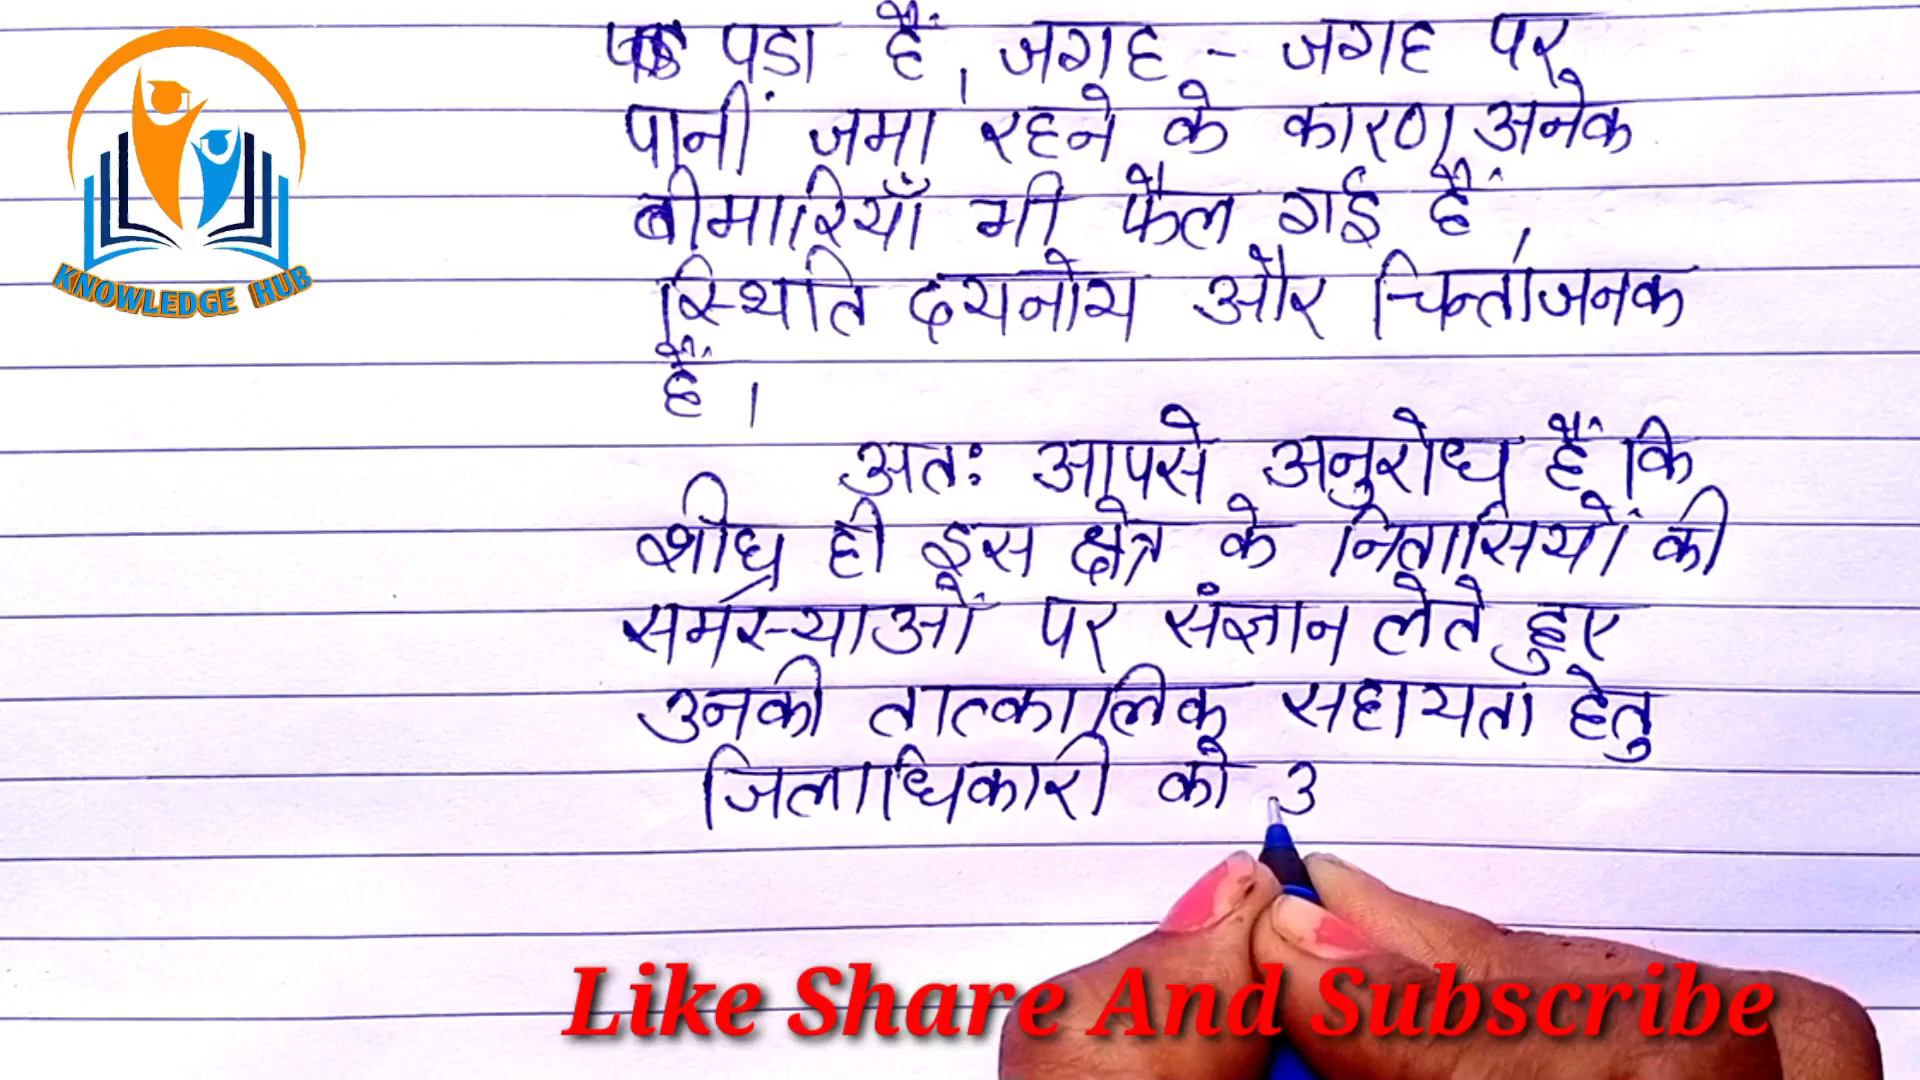 पड़ा हैं, जगह - जगह पर
पानीं जमा रहने के कारण अनेक
बीमारियाँ भी फैल गई हैं,
स्थिति दयनीय और चिन्ताजनक
हैं ।
अतः आपसे अनुरोध हैं कि
शीघ्र ही इस क्षेत्र के निवासियों की
समस्याओं पर संज्ञान लेते हुए
उनकी तात्कालिक सहायता हेतु
जिलाधिकारी को उ
KNOWLEDGE HUB
Like Share And Subscribe